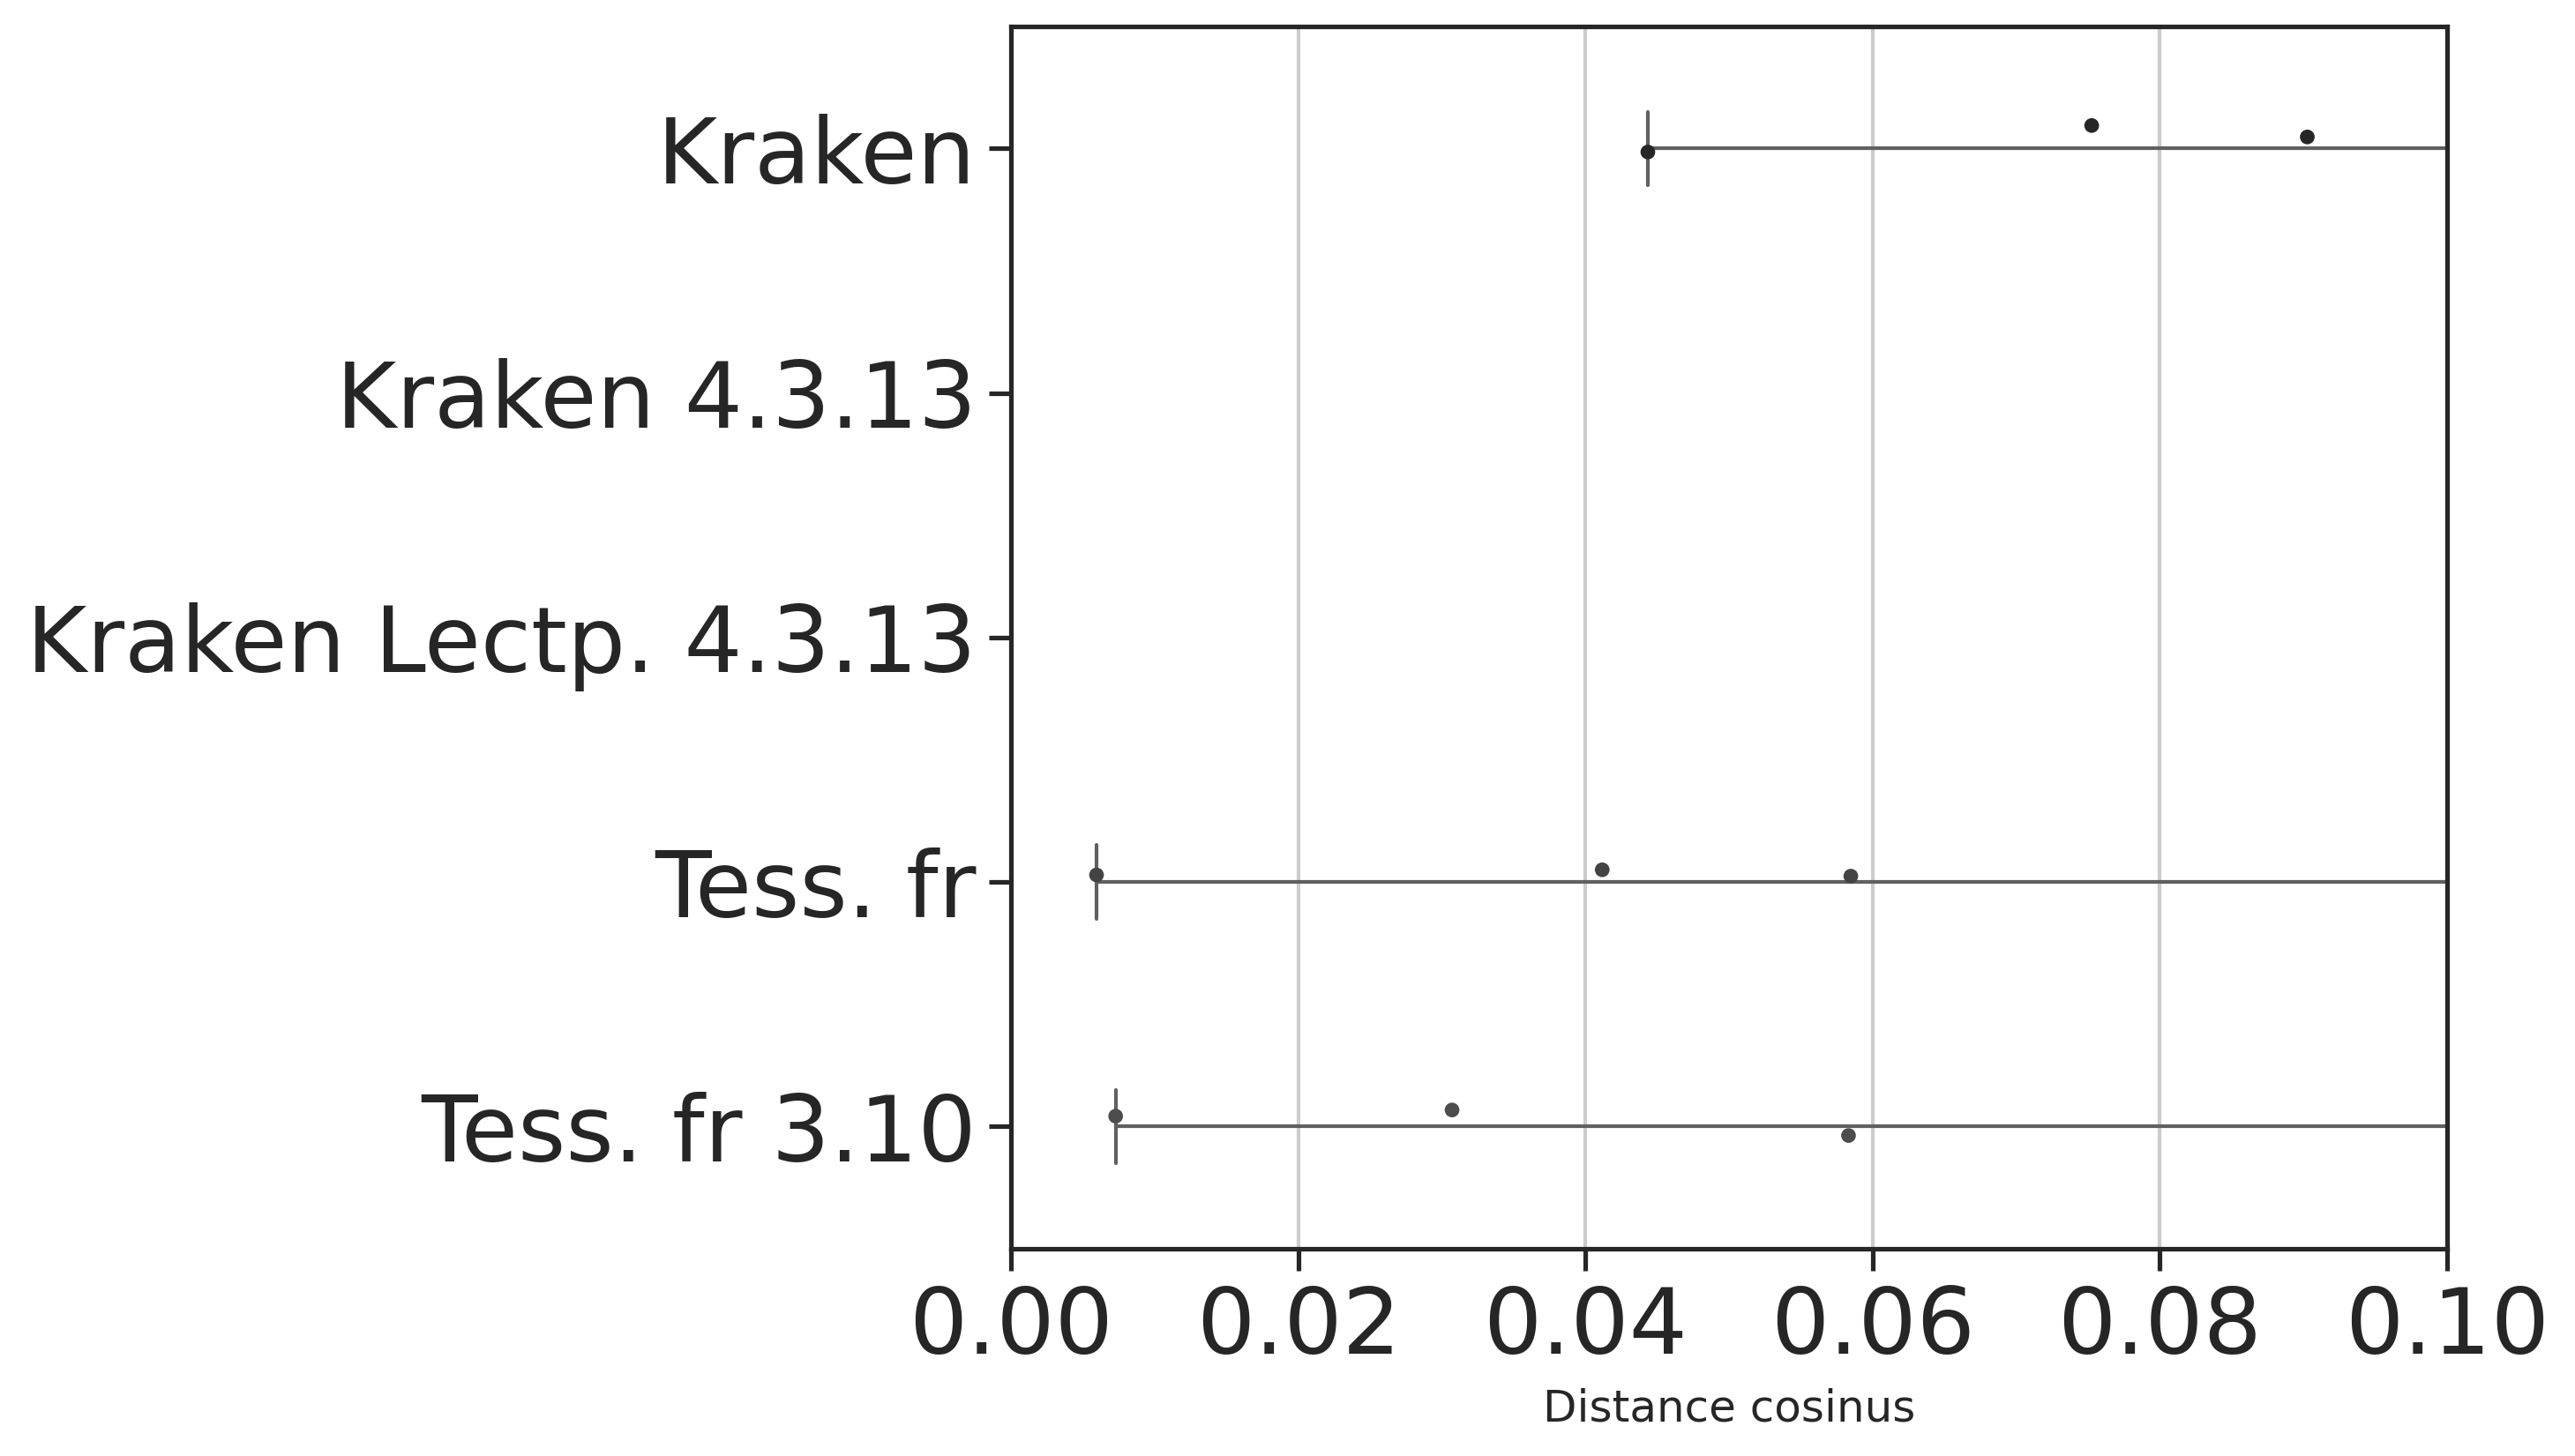 Kraken
Kraken 4.3.13
Kraken Lectp. 4.3.13
Tess. fr
Tess. fr 3.10
0.00 0.02 0.04 0.06 0.08 0.10
Distance cosinus